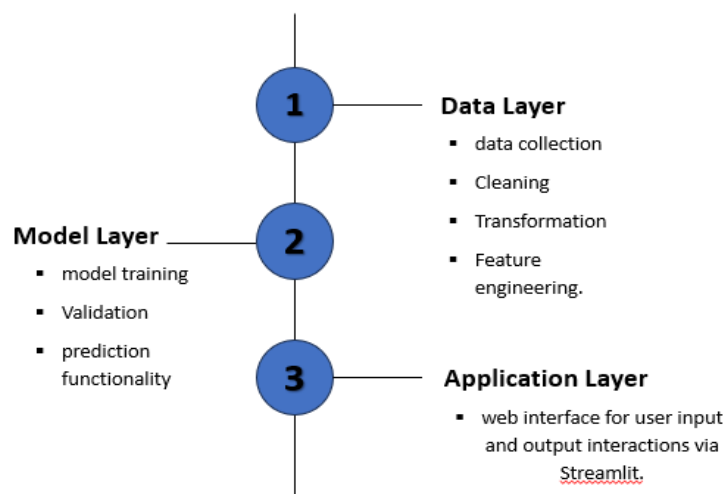 1
Data Layer
▪ data collection
▪ Cleaning
▪ Transformation
▪ Feature
engineering.
Model Layer
2
▪ model training
▪ Validation
▪ prediction
functionality
3
Application Layer
▪ web interface for user input
and output interactions via
Streamlit.